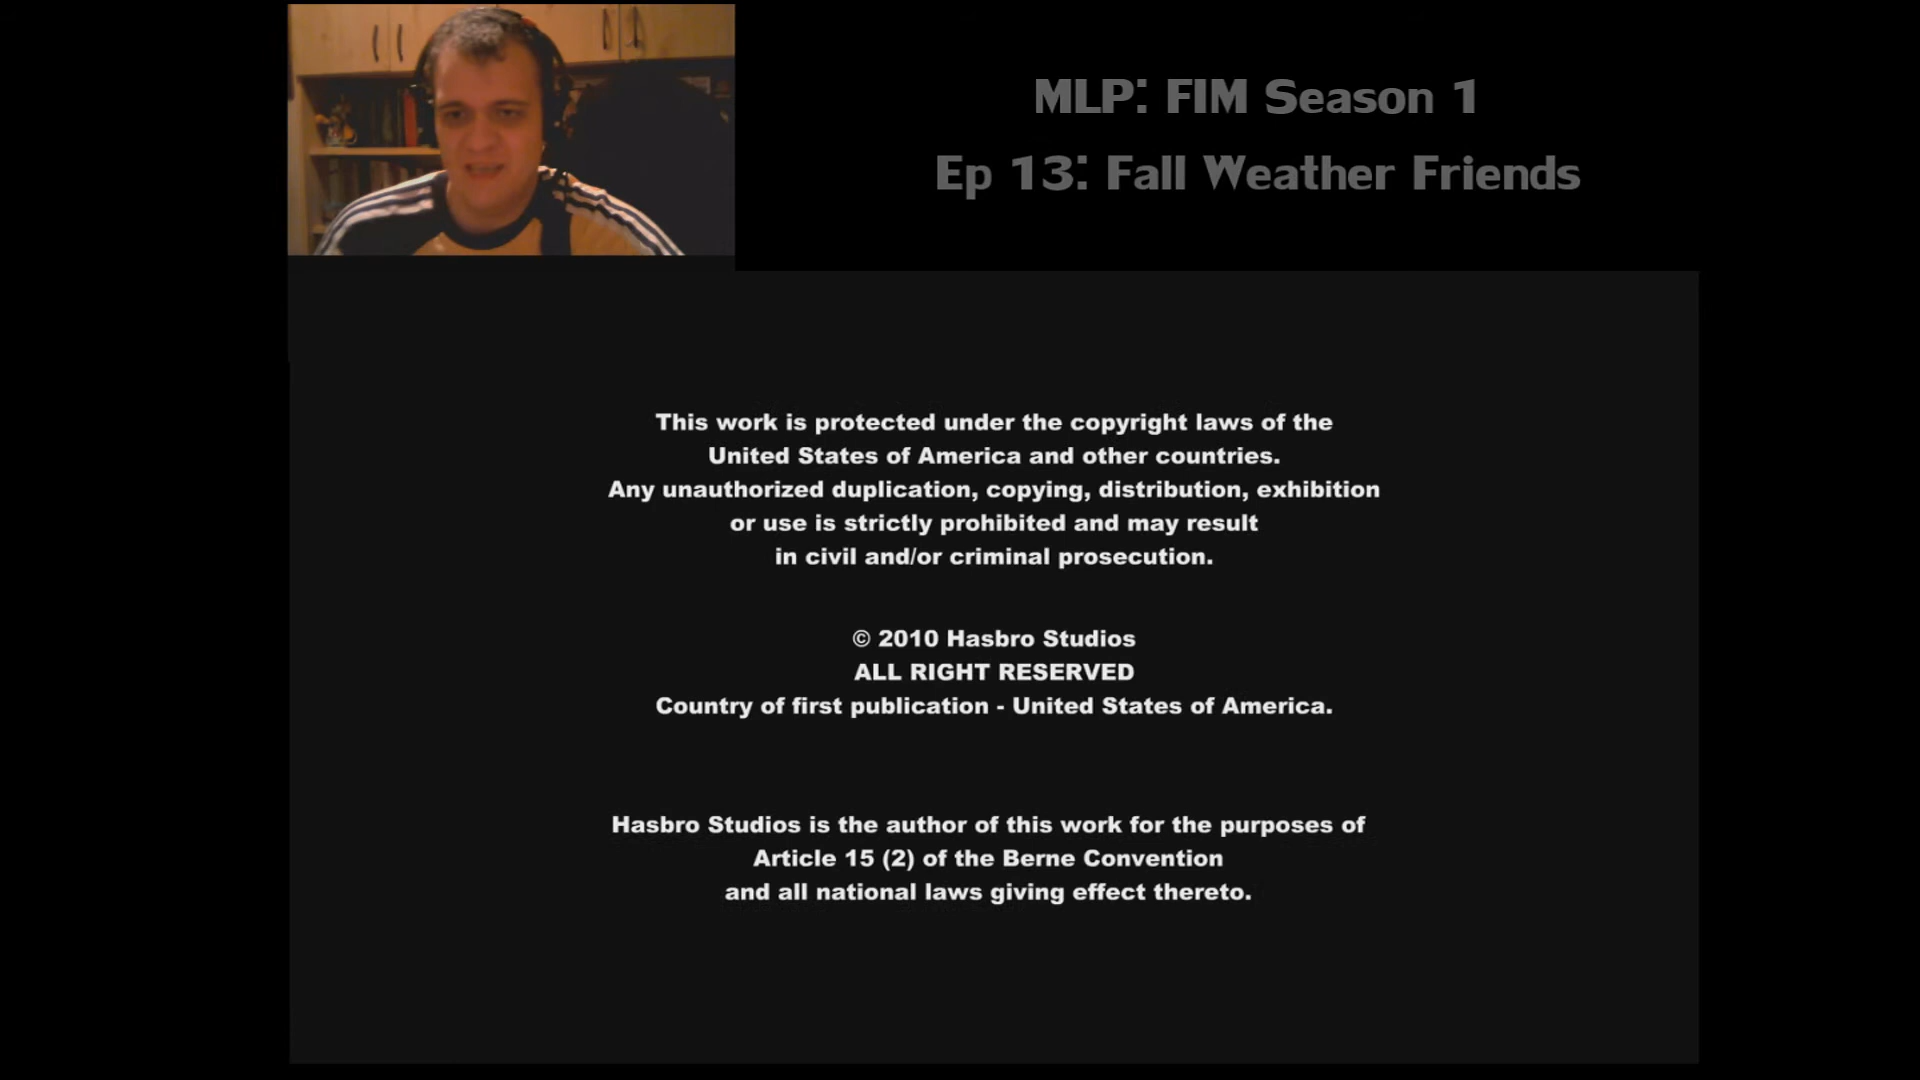 MLP: FIM Season 1
Ep 13: Fall Weather Friends
This work is protected under the copyright laws of the
United States of America and other countries.
Any unauthorized duplication, copying, distribution, exhibition
or use is strictly prohibited and may result
in civil and/or criminal prosecution.
© 2010 Hasbro Studios
ALL RIGHT RESERVED
Country of first publication - United States of America.
Hasbro Studios is the author of this work for the purposes of
Article 15 (2) of the Berne Convention
and all national laws giving effect thereto.